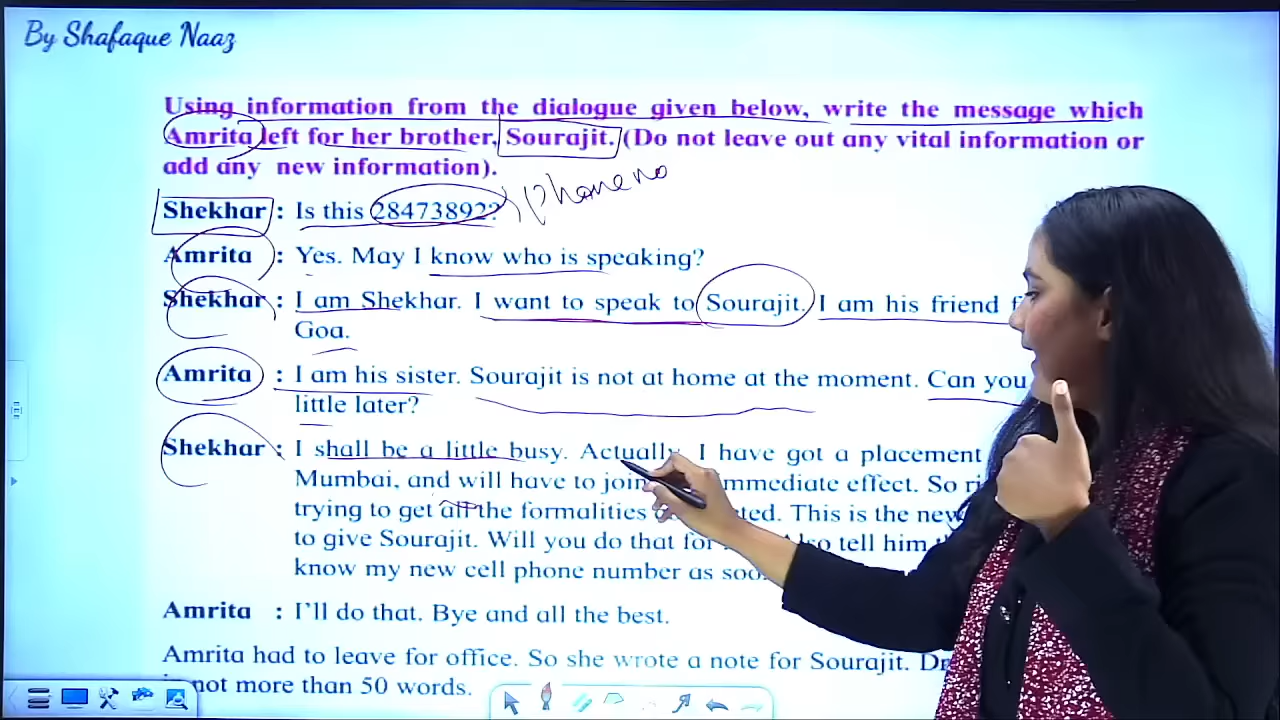 By Shafaque Naaz
Using information from the dialogue given below, write the message which
Amrita left for her brother, Sourajit. (Do not leave out any vital information or
add any new information).
Shekhar : Is this 28473892? phone no
Amrita : Yes. May I know who is speaking?
Shekhar : I am Shekhar. I want to speak to Sourajit. I am his friend
Goa.
Amrita : I am his sister. Sourajit is not at home at the moment. Can you
little later?
Shekhar : I shall be a little busy. Actually, I have got a placement
Mumbai, and will have to join immediate effect. So
trying to get all the formalities This is the new
to give Sourajit. Will you do that for Also tell him
know my new cell phone number as
Amrita : I'll do that. Bye and all the best.
Amrita had to leave for office. So she wrote a note for Sourajit.
not more than 50 words.